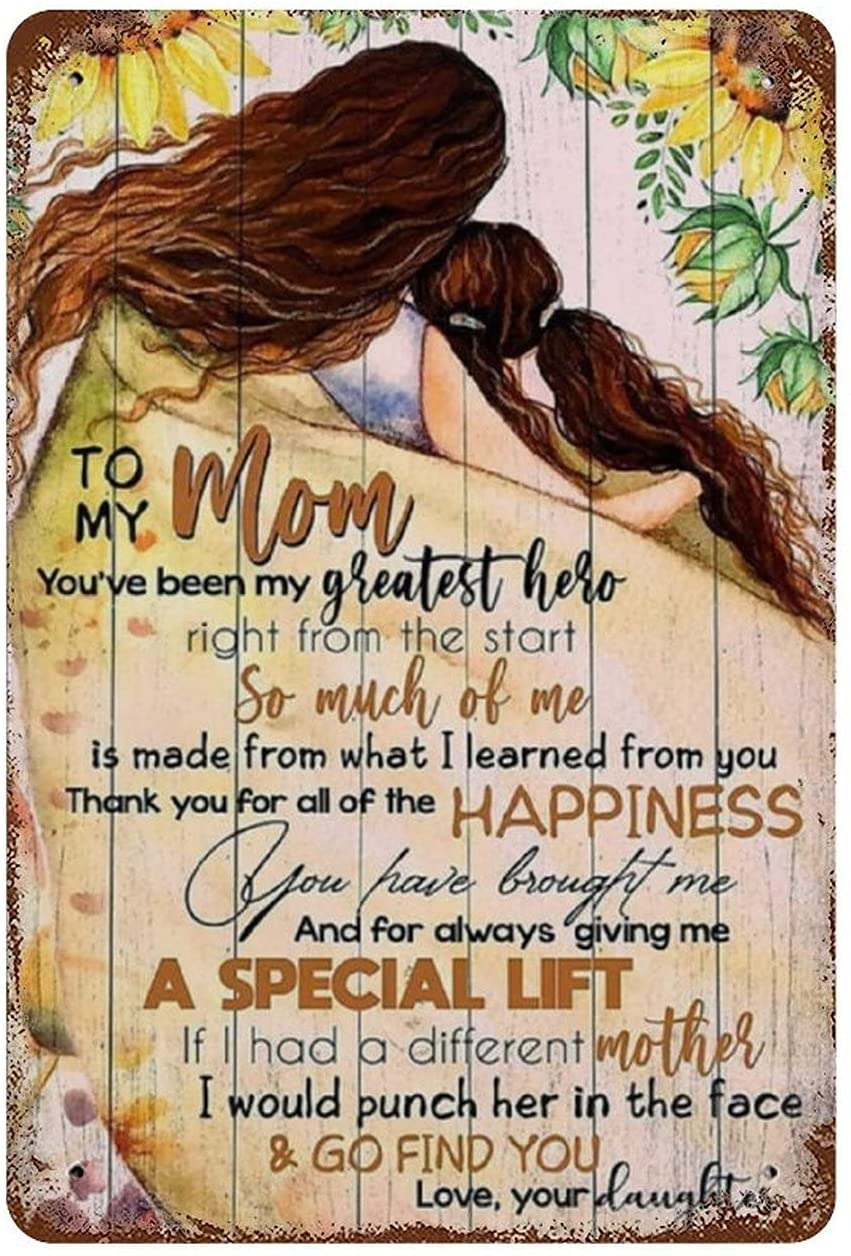 TO
MY Mom
You've been my greatest hero
right from the start
So much of me
is made from what I learned from you
Thank you for all of the HAPPINESS
You have brought me
And for always giving me
A SPECIAL LIFT
If I had a different mother
I would punch her in the face
& GO FIND YOU
Love, your daughter